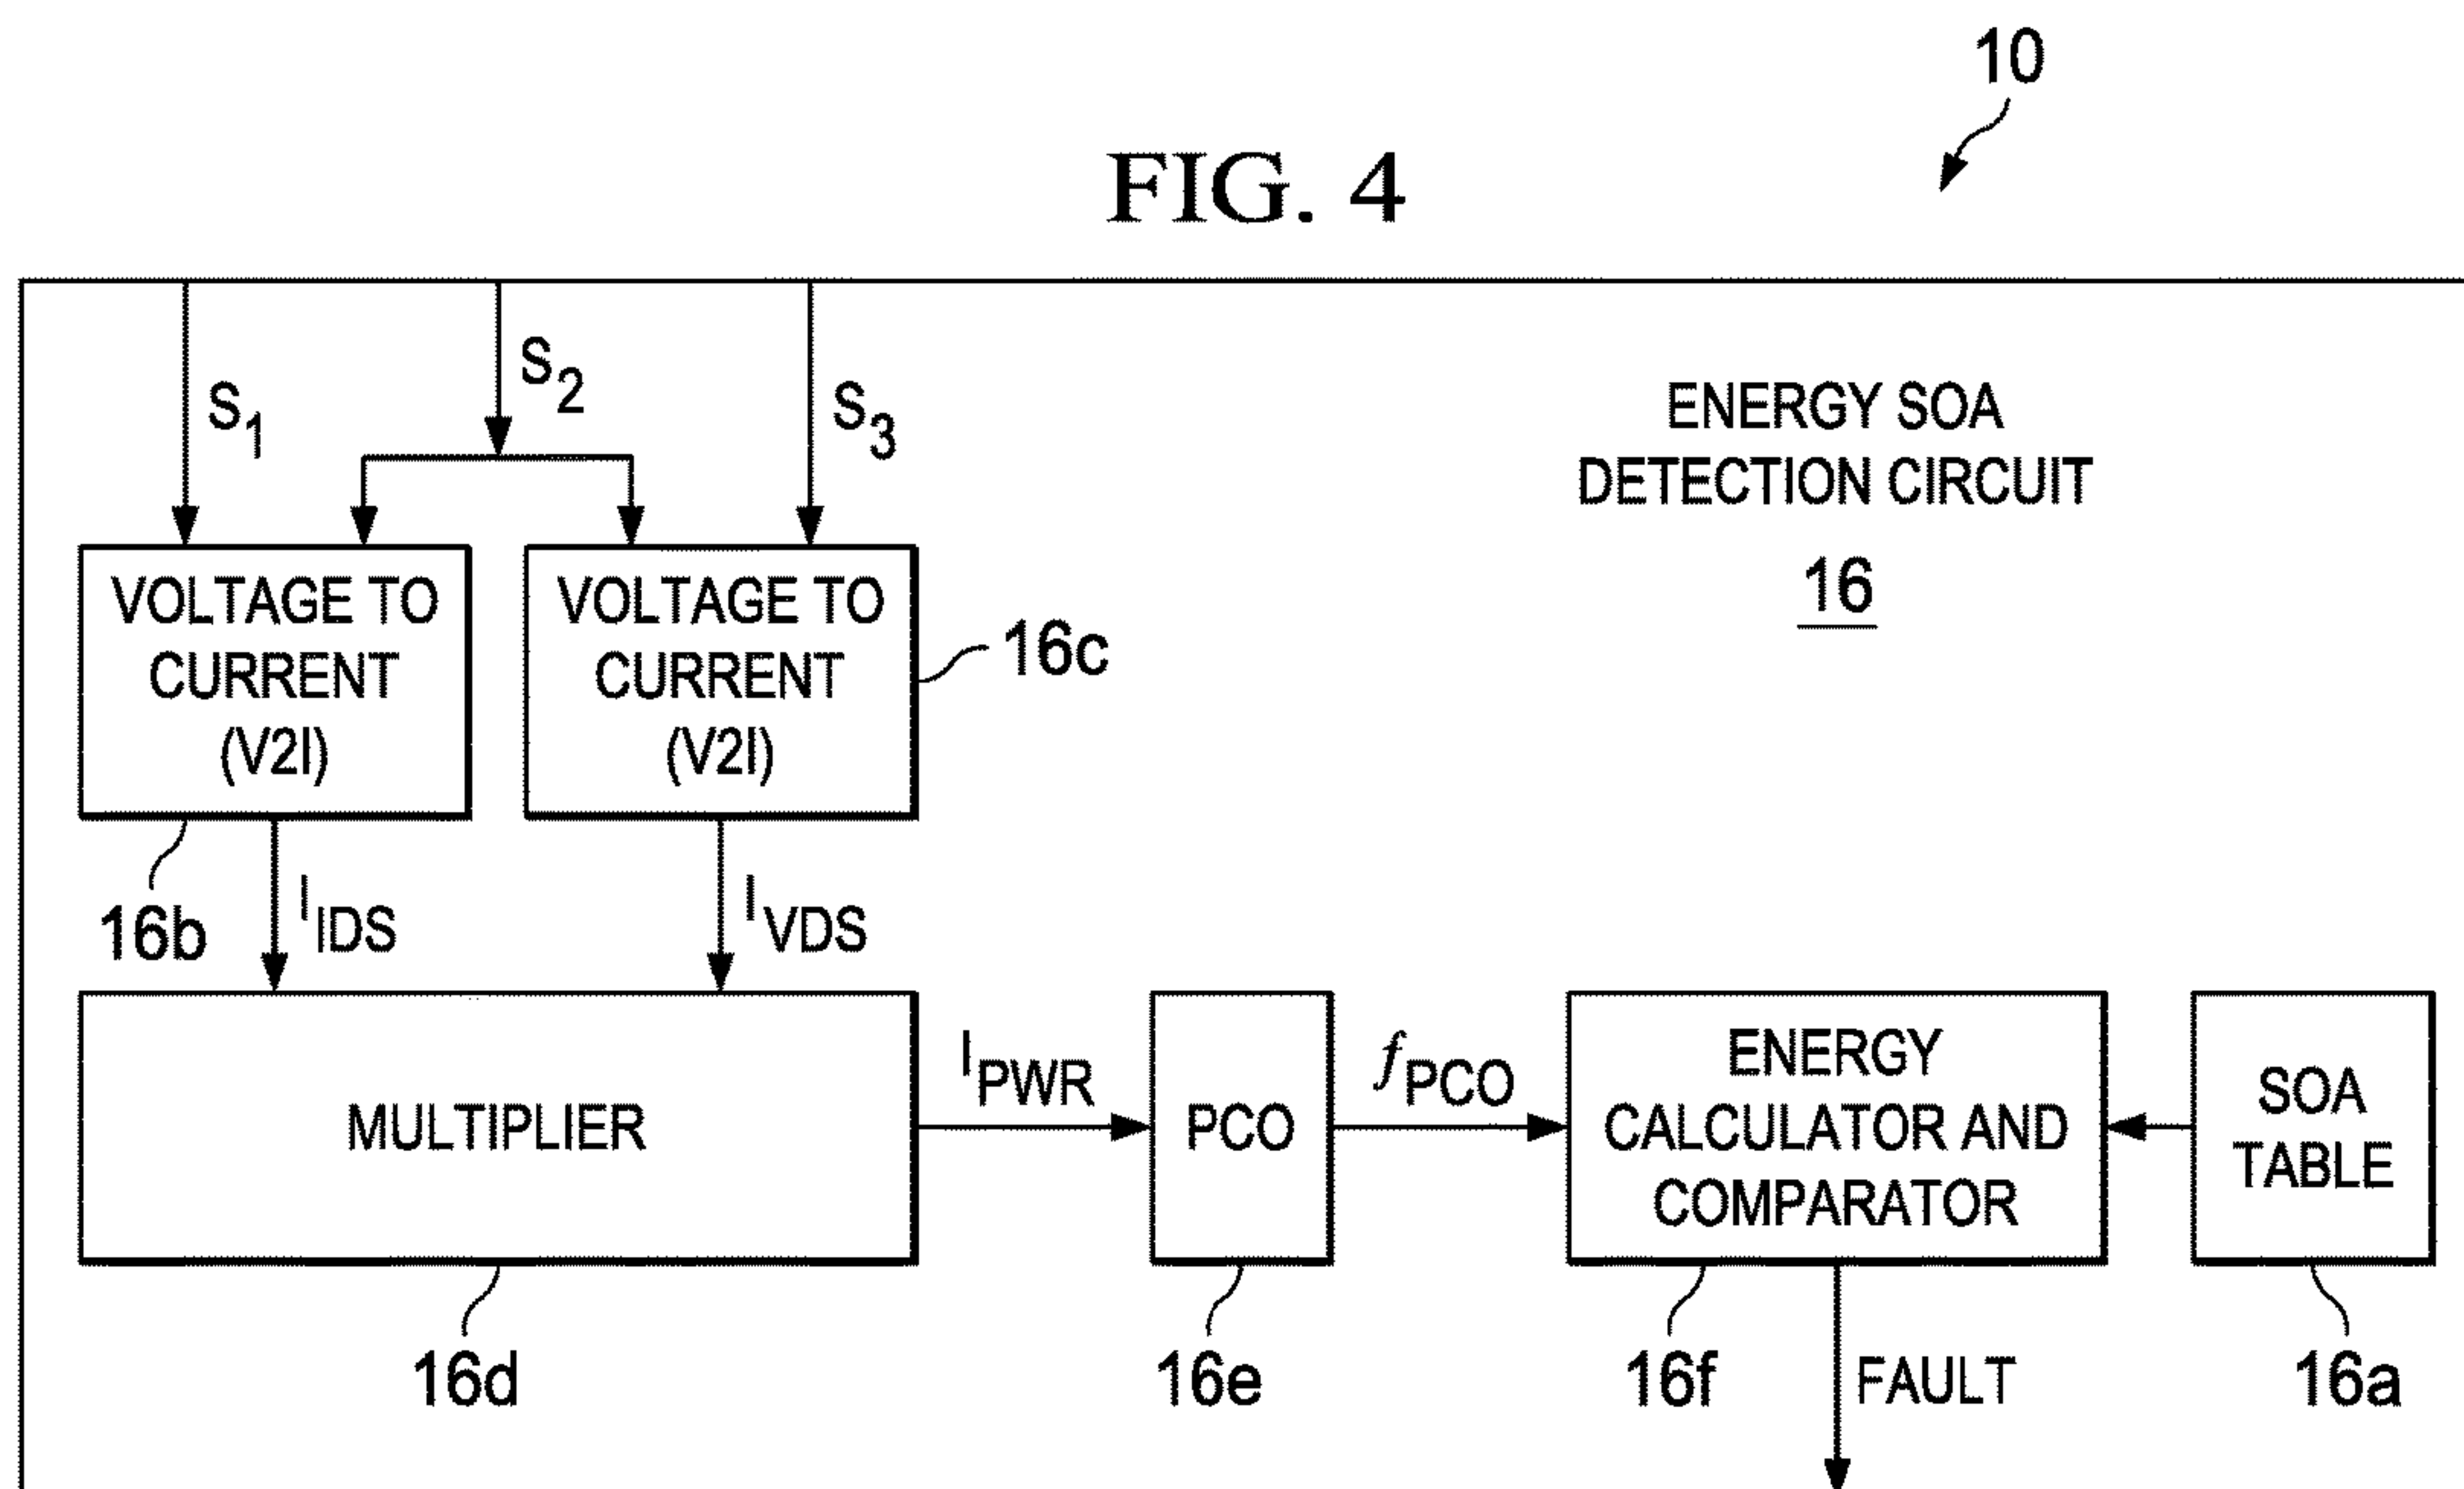 10
FIG. 4
S1
S2
S3
ENERGY SOA
DETECTION CIRCUIT
16
VOLTAGE TO
CURRENT
(V2I)
VOLTAGE TO
CURRENT
(V2I)
16c
16b
IIDS
IVDS
MULTIPLIER
IPWR
PCO
fPCO
ENERGY
CALCULATOR AND
COMPARATOR
SOA
TABLE
16d
16e
16f
FAULT
16a